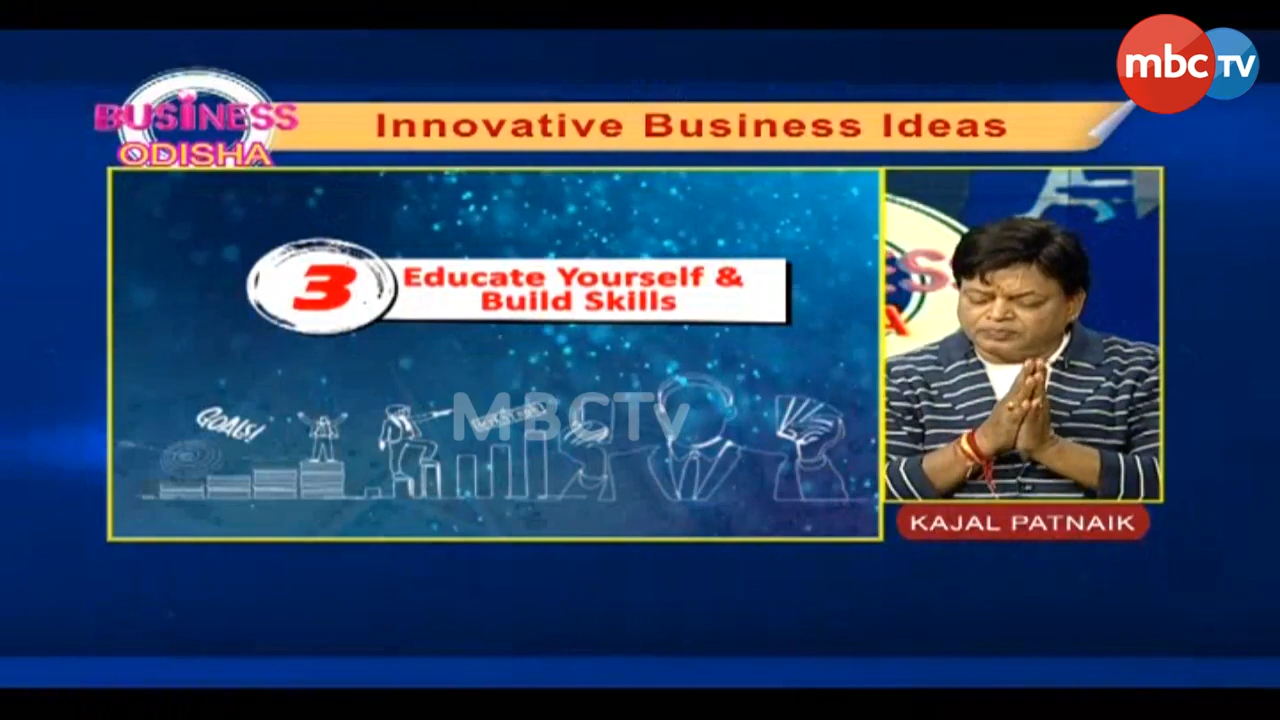 mbc TV
BUSINESS
ODISHA
Innovative Business Ideas
3
Educate Yourself &
Build Skills
GOALS!
MBCTv
KAJAL PATNAIK